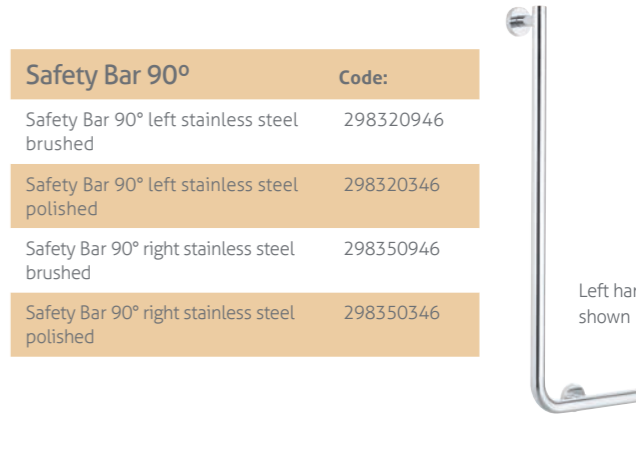 Safety Bar 90º Code:
Safety Bar 90° left stainless steel 298320946
brushed
Safety Bar 90° left stainless steel 298320346
polished
Safety Bar 90° right stainless steel 298350946
brushed
Safety Bar 90° right stainless steel 298350346
polished
Left
shown